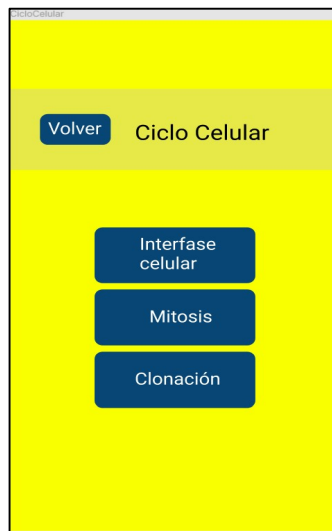 CicloCelular
Volver
Ciclo Celular
Interfase
celular
Mitosis
Clonación